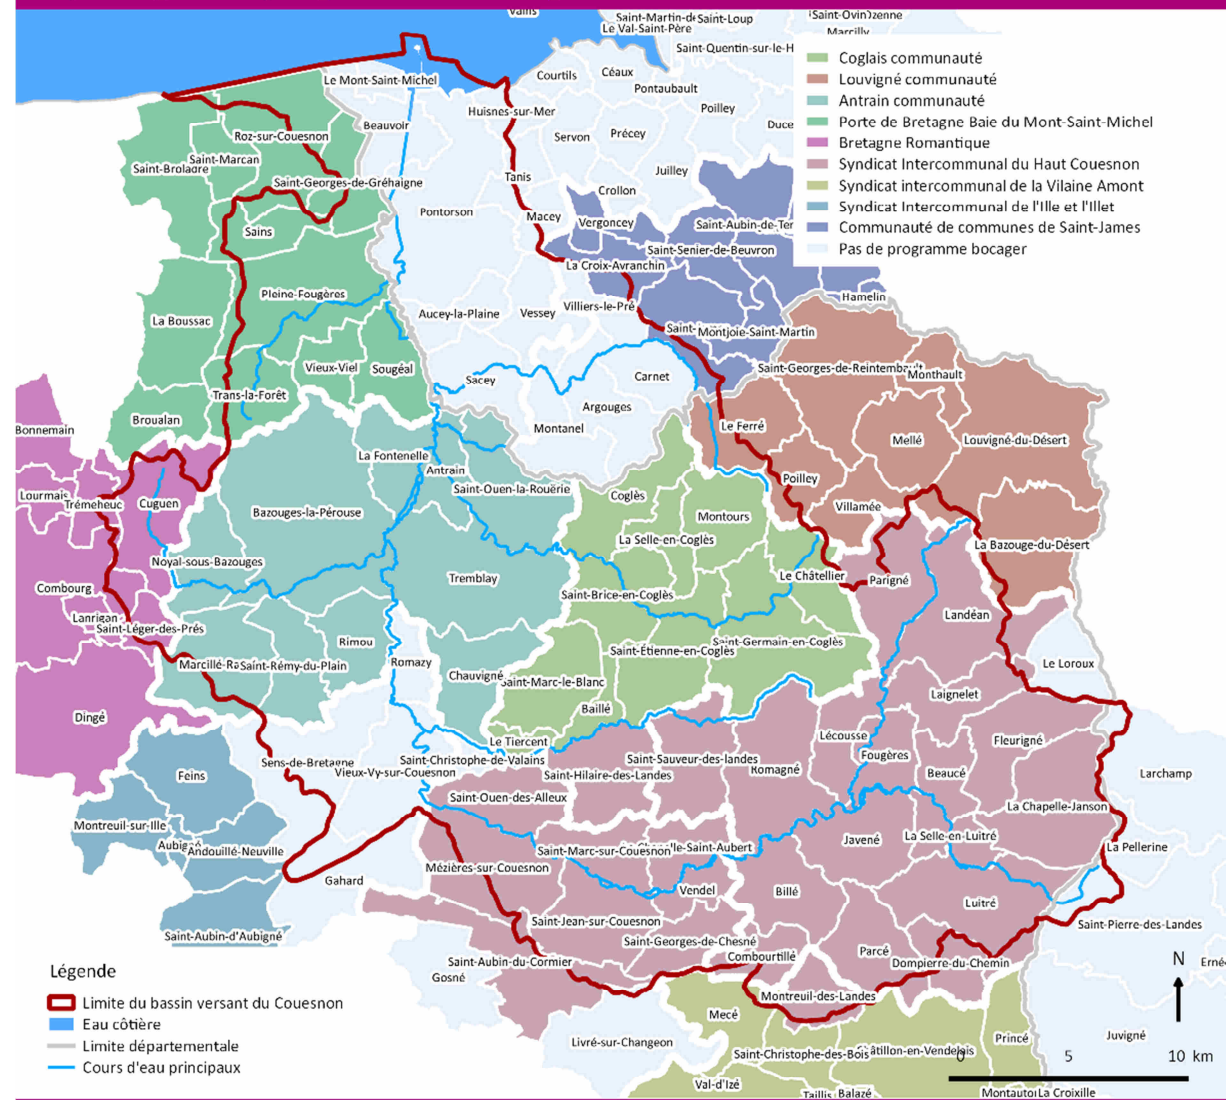 Vains
Saint-Loup
Le Val-Saint-Père
Marcilly
Saint-Quentin-sur-le-H
Coglais communauté
Louvigné communauté
Antrain communauté
Porte de Bretagne Baie du Mont-Saint-Michel
Bretagne Romantique
Syndicat Intercommunal du Haut Couesnon
Syndicat intercommunal de la Vilaine Amont
Syndicat Intercommunal de l'Ille et l'Illet
Communauté de communes de Saint-James
Pas de programme bocager
Le Mont-Saint-Michel
Courtils
Céaux
Pontaubault
Huisnes-sur-Mer
Poilley
Beauvoir
Roz-sur-Couesnon
Servon
Précey
Duce
Saint-Marcan
Saint-Broladre
Saint-Georges-de-Gréhaigne
Tanis
Juilley
Crollon
Pontorson
Macey
Vergoncey
Saint-Aubin-de-Ter
Sains
Saint-Senier-de-Beuvron
La Croix-Avranchin
Pleine-Fougères
Hamelin
Villiers-le-Pré
La Boussac
Aucey-la-Plaine
Vessey
Saint-
Montjoie-Saint-Martin
Vieux-Viel
Sougéal
Saint-Georges-de-Reintembault
Monthault
Sacey
Carnet
Trans-la-Forêt
Argouges
Broualan
Bonnemain
Montanel
Le Ferré
Mellé
Louvigné-du-Désert
La Fontenelle
Antrain
Poilley
Saint-Ouen-la-Rouërie
Coglès
Lourmais
Trémeheuc
Cuguen
Bazouges-la-Pérouse
Montours
Villamée
La Selle-en-Coglès
La Bazouge-du-Désert
Noyal-sous-Bazouges
Tremblay
Le Châtellier
Parigné
Combourg
Saint-Brice-en-Coglès
Lanrigan
Saint-Léger-des-Prés
Landéan
Rimou
Saint-Germain-en-Coglès
Saint-Étienne-en-Coglès
Marcillé-R
Saint-Rémy-du-Plain
Romazy
Le Loroux
Chauvigné
Saint-Marc-le-Blanc
Laignelet
Baillé
Dingé
Le Tiercent
Lécousse
Fleurigné
Sens-de-Bretagne
Saint-Christophe-de-Valains
Saint-Sauveur-des-landes
Fougères
Feins
Vieux-Vy-sur-Couesnon
Saint-Hilaire-des-Landes
Romagné
Beaucé
Larchamp
Saint-Ouen des-Alleux
La Chapelle-Janson
Montreuil-sur-Ille
Aubigné
Andouillé-Neuville
Javené
La Selle-en-Luitré
Saint-Marc-sur-Couesnon
Saint-Aubert
La Pellerine
Mézières-sur-Couesnon
Gahard
Vendel
Billé
Luitré
Saint-Jean-sur-Couesnon
Saint-Pierre-des-Landes
Saint-Aubin-d'Aubigné
Saint-Georges-de-Chesné
Combourtillé
Parcé
Saint-Aubin-du-Cormier
Dompierre-du-Chemin
N
Erné
Gosné
Montreuil-des-Landes
Légende
Limite du bassin versant du Couesnon
Eau côtière
Limite départementale
Cours d'eau principaux
Mecé
Livré-sur-Changeon
Princé
Juvigné
Saint-Christophe-des-Bois
Châtillon-en-Vendelais
0 5 10 km
Val-d'Izé
Taillis
Balazé
Montautor
La Croixille